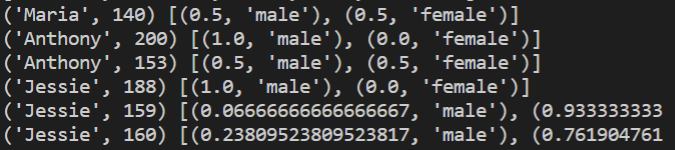 ('Maria', 140) [(0.5, 'male'), (0.5, 'female')]
('Anthony', 200) [(1.0, 'male'), (0.0, 'female')]
('Anthony', 153) [(0.5, 'male'), (0.5, 'female')]
('Jessie', 188) [(1.0, 'male'), (0.0, 'female')]
('Jessie', 159) [(0.06666666666666667, 'male'), (0.933333333
('Jessie', 160) [(0.23809523809523817, 'male'), (0.761904761